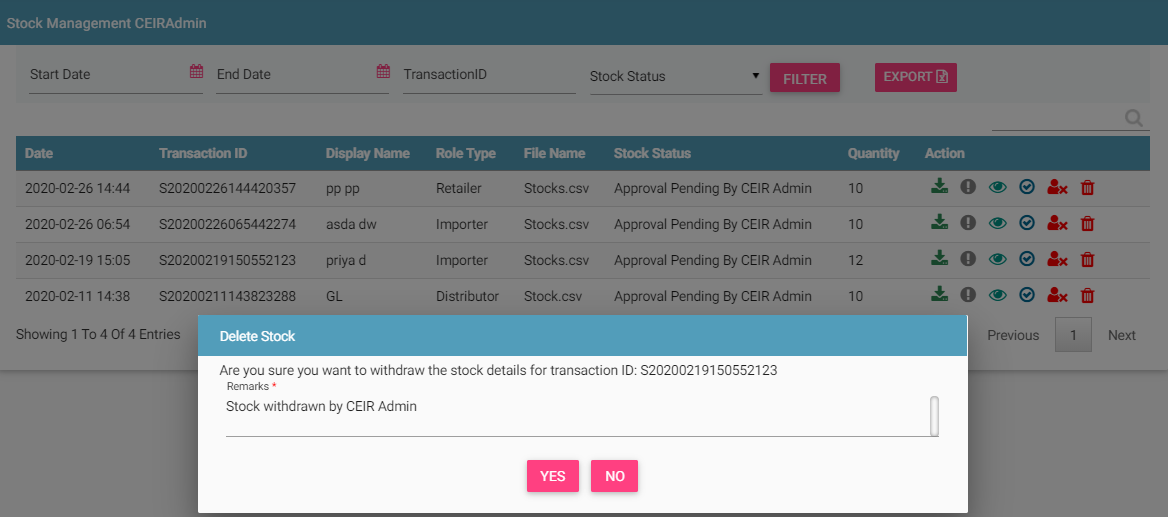 Stock Management CEIRAdmin
Start Date End Date TransactionID Stock Status FILTER EXPORT
Date Transaction ID Display Name Role Type File Name Stock Status Quantity Action
2020-02-26 14:44 S20200226144420357 pp pp Retailer Stocks.csv Approval Pending By CEIR Admin 10
2020-02-26 06:54 S20200226065442274 asda dw Importer Stocks.csv Approval Pending By CEIR Admin 10
2020-02-19 15:05 S20200219150552123 priya d Importer Stocks.csv Approval Pending By CEIR Admin 12
2020-02-11 14:38 S20200211143823288 GL Distributor Stock.csv Approval Pending By CEIR Admin 10
Showing 1 To 4 Of 4 Entries Previous 1 Next
Delete Stock
Are you sure you want to withdraw the stock details for transaction ID: S20200219150552123
Remarks *
Stock withdrawn by CEIR Admin
YES NO